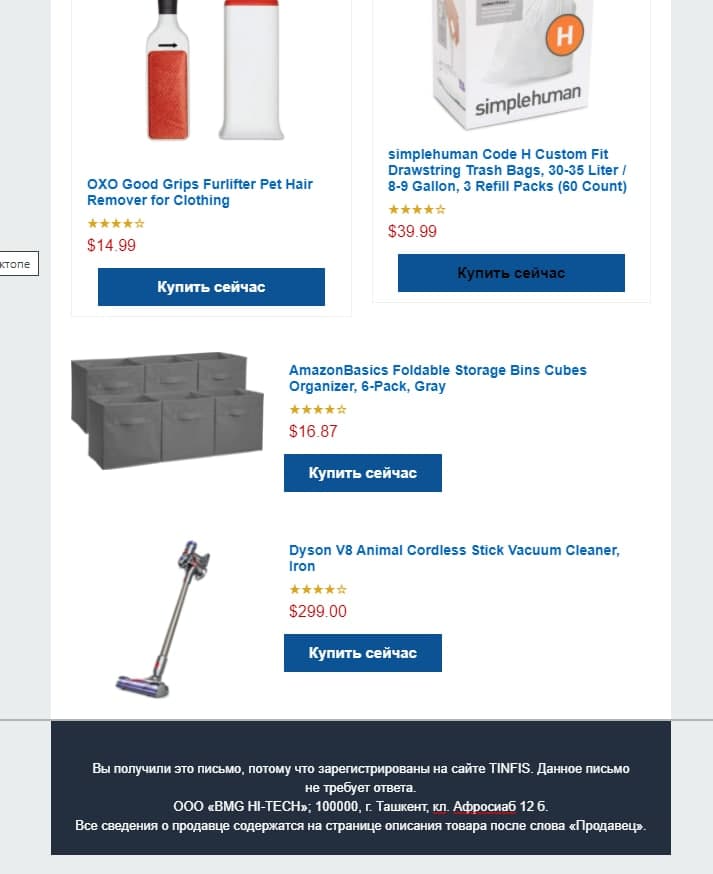 H
simplehuman
simplehuman Code H Custom Fit
Drawstring Trash Bags, 30-35 Liter /
8-9 Gallon, 3 Refill Packs (60 Count)
$39.99
Купить сейчас
OXO Good Grips Furlifter Pet Hair
Remover for Clothing
$14.99
Купить сейчас
ктопе
AmazonBasics Foldable Storage Bins Cubes
Organizer, 6-Pack, Gray
$16.87
Купить сейчас
Dyson V8 Animal Cordless Stick Vacuum Cleaner,
Iron
$299.00
Купить сейчас
Вы получили это письмо, потому что зарегистрированы на сайте TINFIS. Данное письмо
не требует ответа.
ООО «BMG HI-TECH»; 100000, г. Ташкент, кл. Афросиаб 12 б.
Все сведения о продавце содержатся на странице описания товара после слова «Продавец».